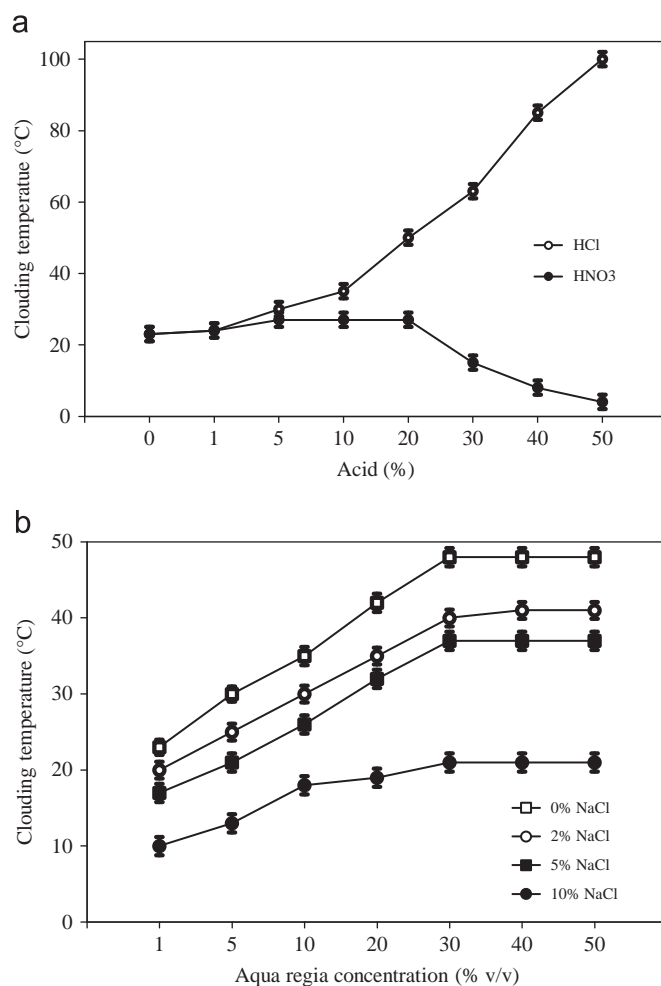 a
100
80
60
40
20
0
Clouding temperatue (°C)
HCl
HNO3
0 1 5 10 20 30 40 50
Acid (%)
b
50
40
30
20
10
0
Clouding temperature (°C)
0% NaCl
2% NaCl
5% NaCl
10% NaCl
1 5 10 20 30 40 50
Aqua regia concentration (% v/v)